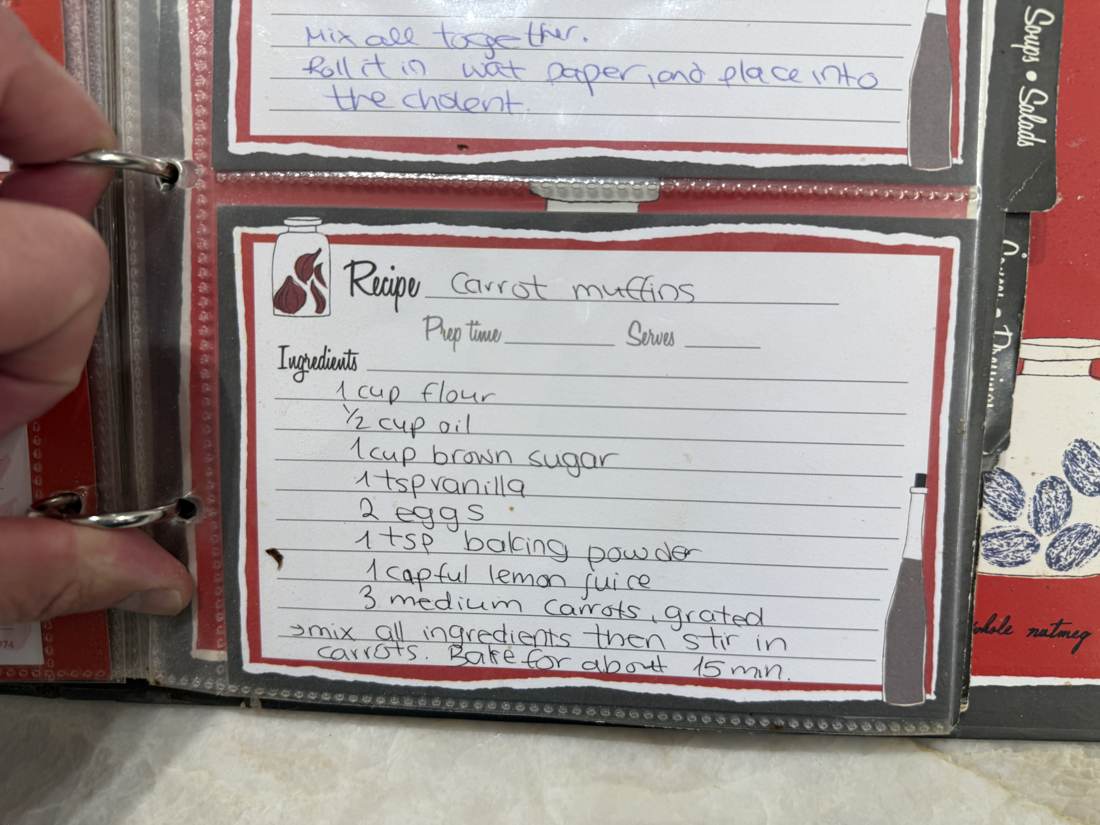 Mix all together.
Roll it in wax paper, and place into
the cholent.
Soups • Salads
Recipe Carrot muffins
Prep time Serves
Ingredients
1 cup flour
1/2 cup oil
1 cup brown sugar
1 tsp vanilla
2 eggs
1 tsp baking powder
1 capful lemon juice
3 medium carrots, grated
→ mix all ingredients then stir in
carrots. Bake for about 15 min.
whole nutmeg
974